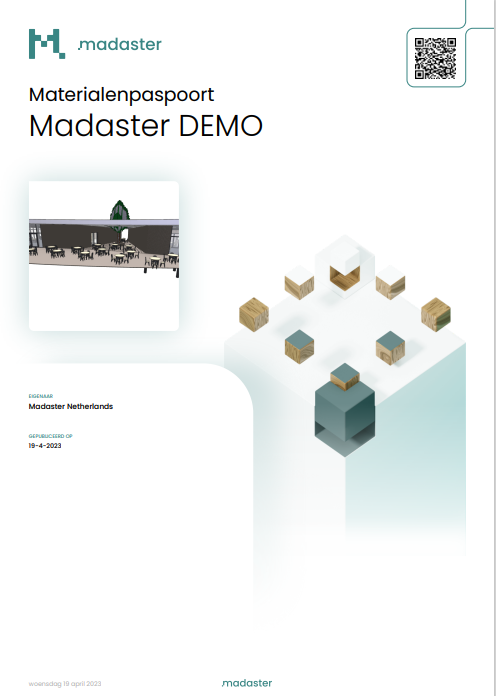 .madaster
Materialenpaspoort
Madaster DEMO
EIGENAAR
Madaster Netherlands
GEPUBLICEERD OP
19-4-2023
woensdag 19 april 2023
.madaster